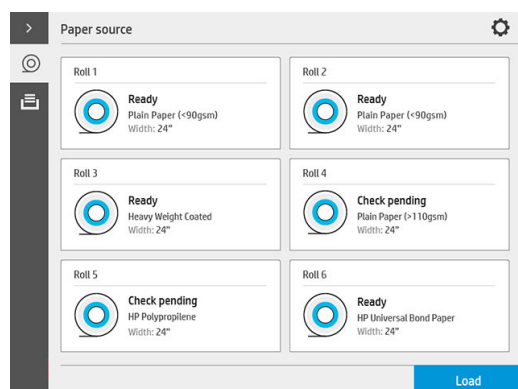 Paper source
Roll 1
Ready
Plain Paper (<90gsm)
Width: 24"
Roll 2
Ready
Plain Paper (<90gsm)
Width: 24"
Roll 3
Ready
Heavy Weight Coated
Width: 24"
Roll 4
Check pending
Plain Paper (>110gsm)
Width: 24"
Roll 5
Check pending
HP Polypropilene
Width: 24"
Roll 6
Ready
HP Universal Bond Paper
Width: 24"
Load